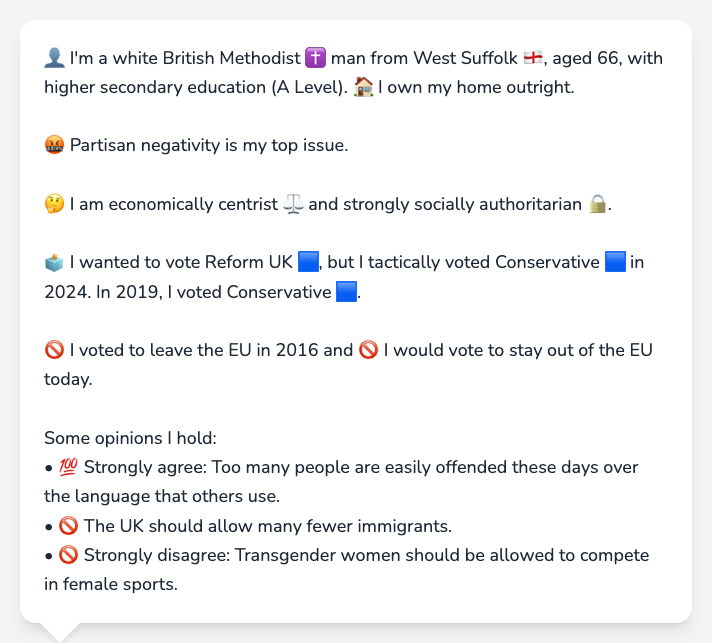 👤 I'm a white British Methodist ✝️ man from West Suffolk 🏴󠁧󠁢󠁥󠁮󠁧󠁿, aged 66, with
higher secondary education (A Level). 🏠 I own my home outright.
🤬 Partisan negativity is my top issue.
🤔 I am economically centrist ⚖️ and strongly socially authoritarian 🔒.
🗳️ I wanted to vote Reform UK 🟦, but I tactically voted Conservative 🟦 in
2024. In 2019, I voted Conservative 🟦.
🚫 I voted to leave the EU in 2016 and 🚫 I would vote to stay out of the EU
today.
Some opinions I hold:
• 💯 Strongly agree: Too many people are easily offended these days over
the language that others use.
• 🚫 The UK should allow many fewer immigrants.
• 🚫 Strongly disagree: Transgender women should be allowed to compete
in female sports.